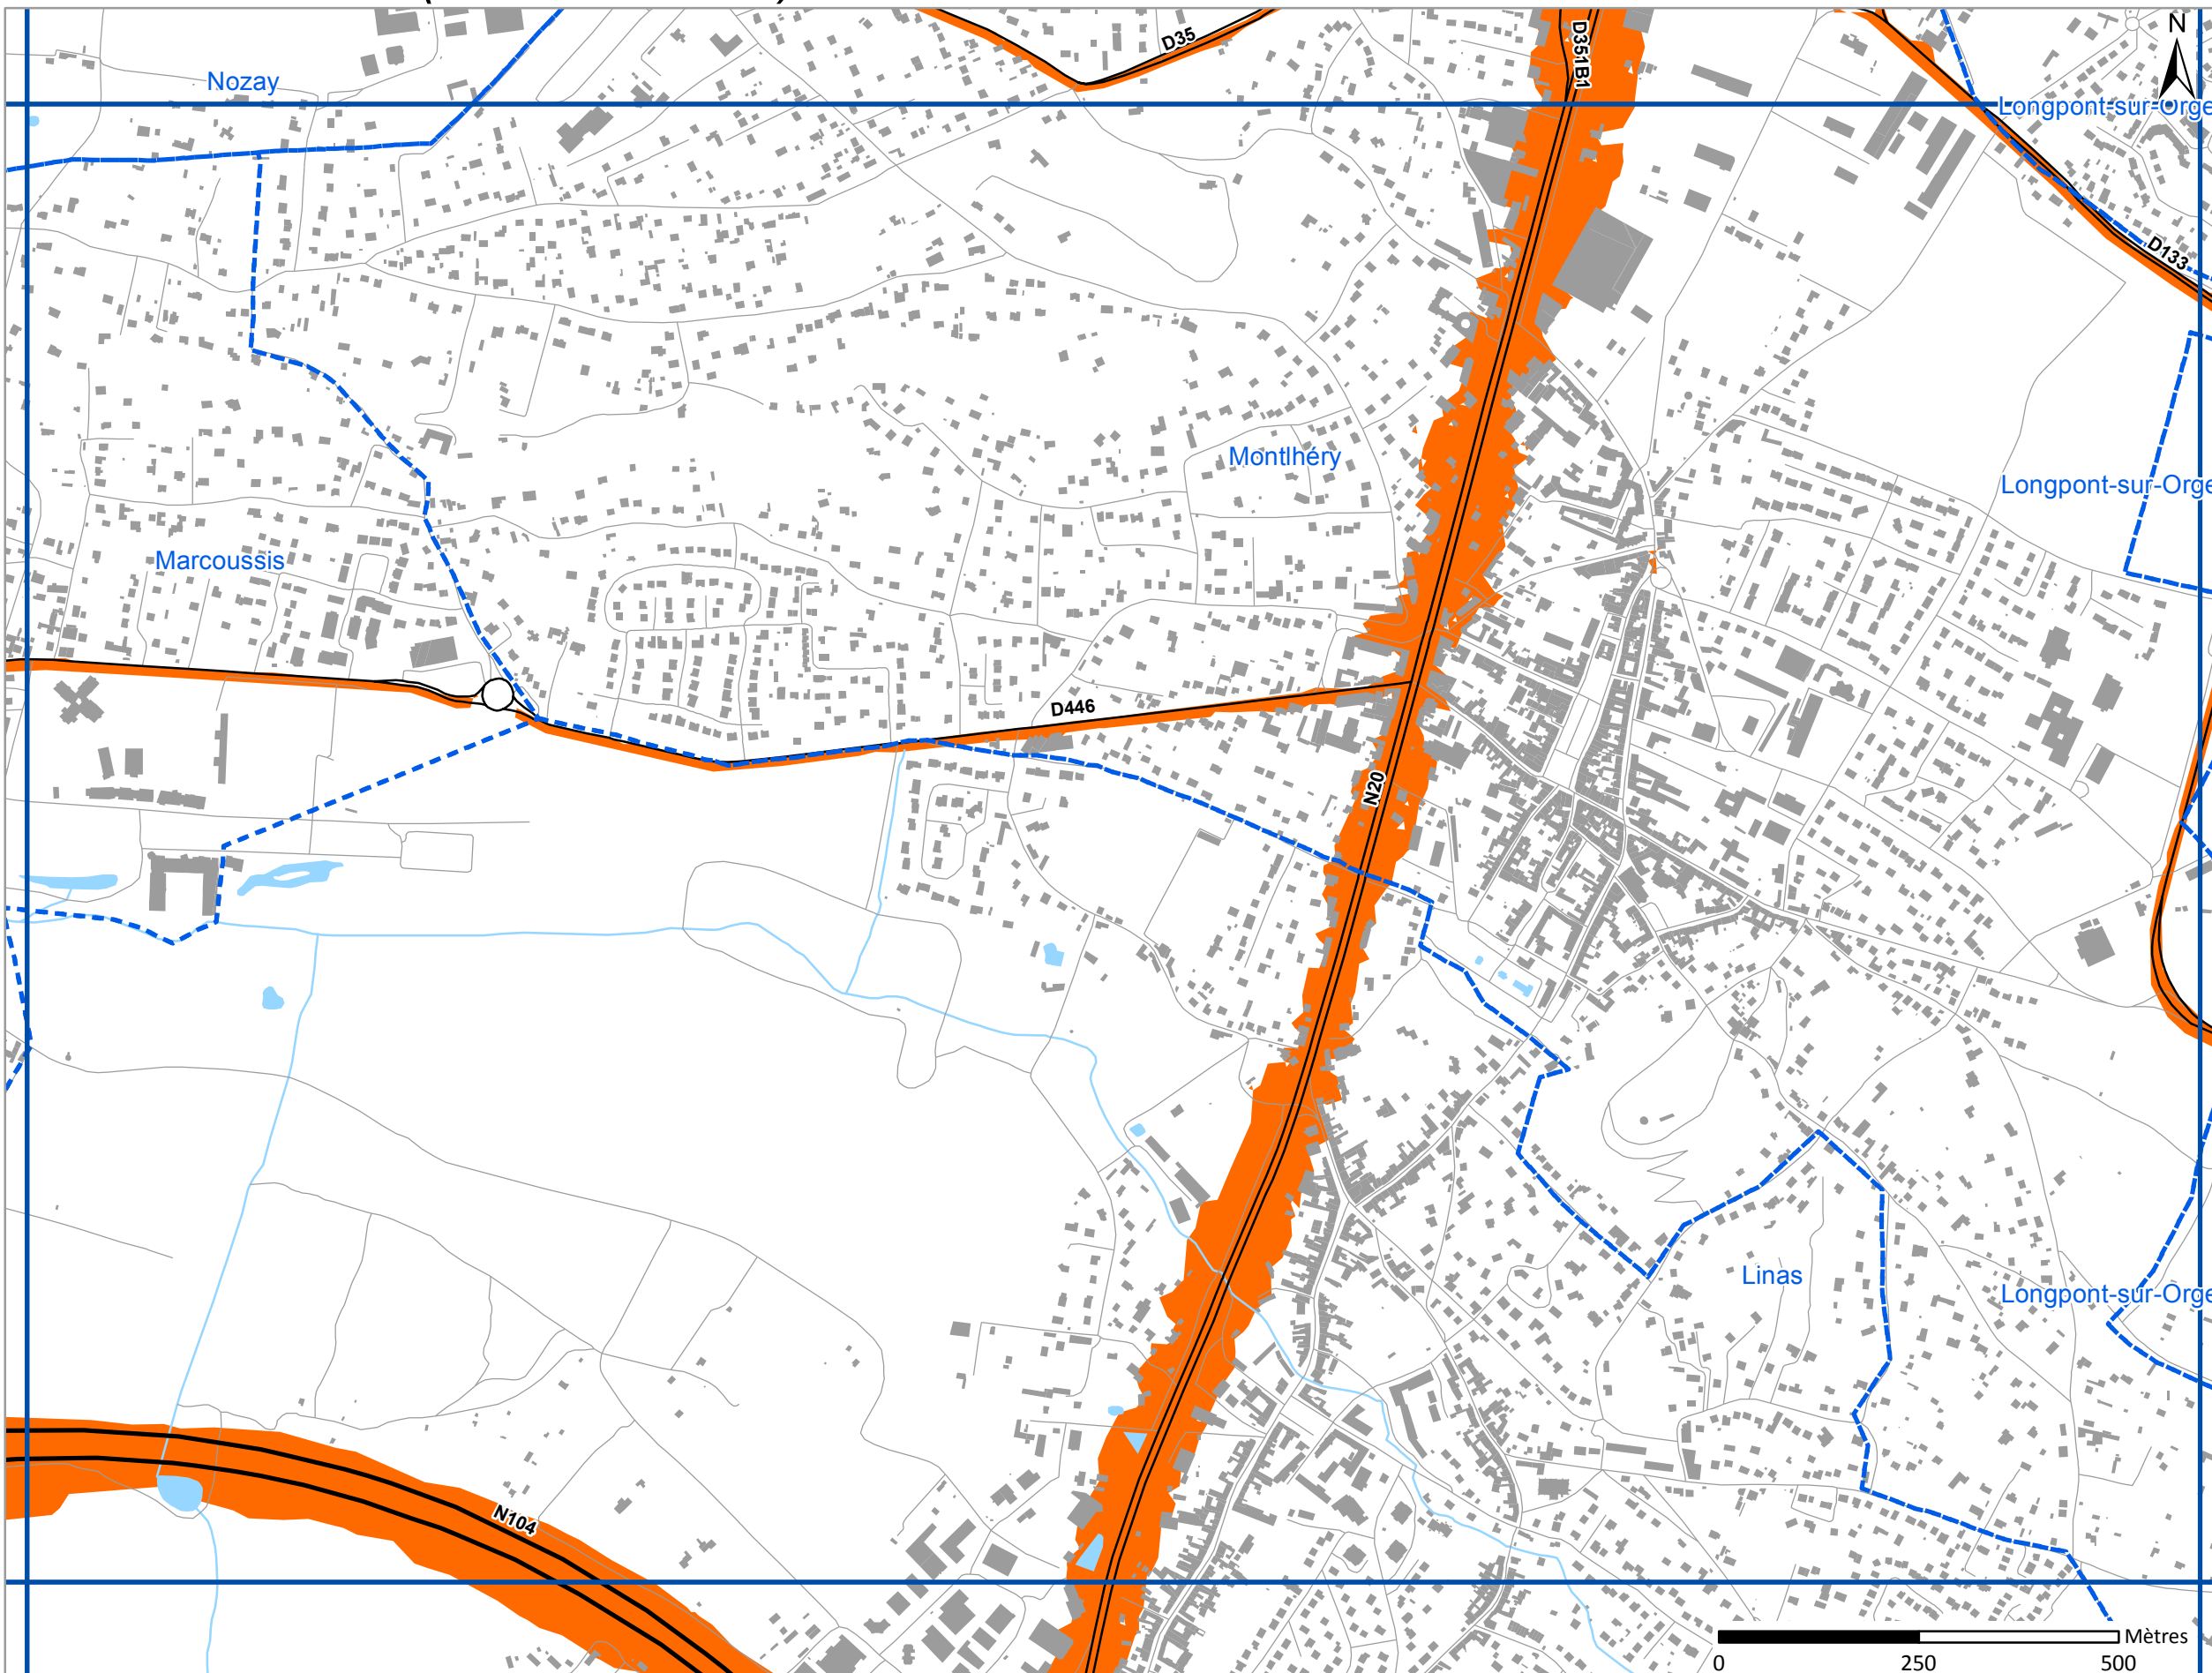 D35
D351B1
N
Nozay
Longpont-sur-Orge
D133
Montlhéry
Longpont-sur-Orge
Marcoussis
D446
N20
Linas
Longpont-sur-Orge
N104
Mètres
0 250 500